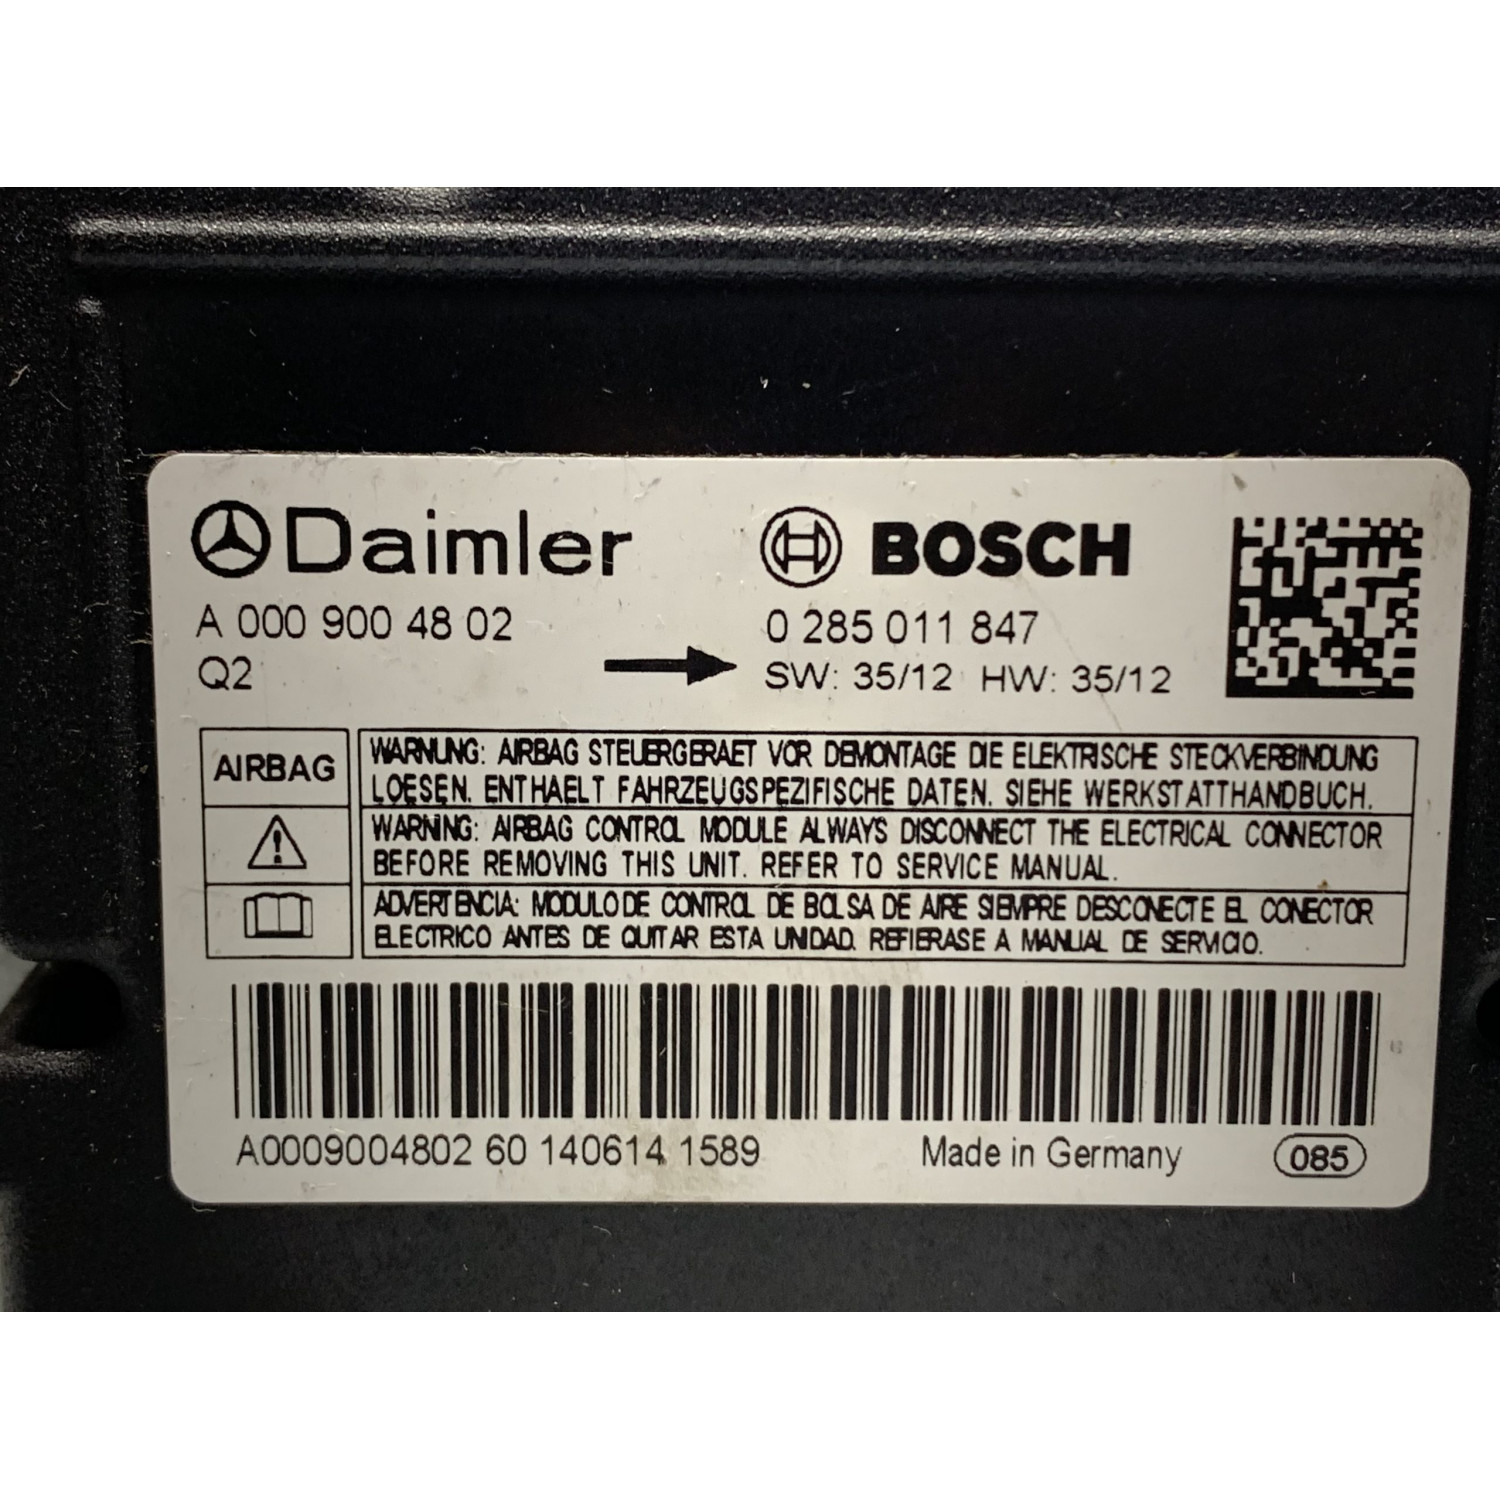 Daimler
BOSCH
A 000 900 48 02
0 285 011 847
Q2
SW: 35/12 HW: 35/12
AIRBAG
WARNUNG: AIRBAG STEUERGERAET VOR DEMONTAGE DIE ELEKTRISCHE STECKVERBINDUNG
LOESEN. ENTHAELT FAHRZEUGSPEZIFISCHE DATEN. SIEHE WERKSTATTHANDBUCH.
WARNING: AIRBAG CONTROL MODULE ALWAYS DISCONNECT THE ELECTRICAL CONNECTOR
BEFORE REMOVING THIS UNIT. REFER TO SERVICE MANUAL.
ADVERTENCIA: MODULO DE CONTROL DE BOLSA DE AIRE SIEMPRE DESCONECTE EL CONECTOR
ELECTRICO ANTES DE QUITAR ESTA UNIDAD. REFIERASE A MANUAL DE SERVICIO.
A0009004802 60 140614 1589
Made in Germany
085